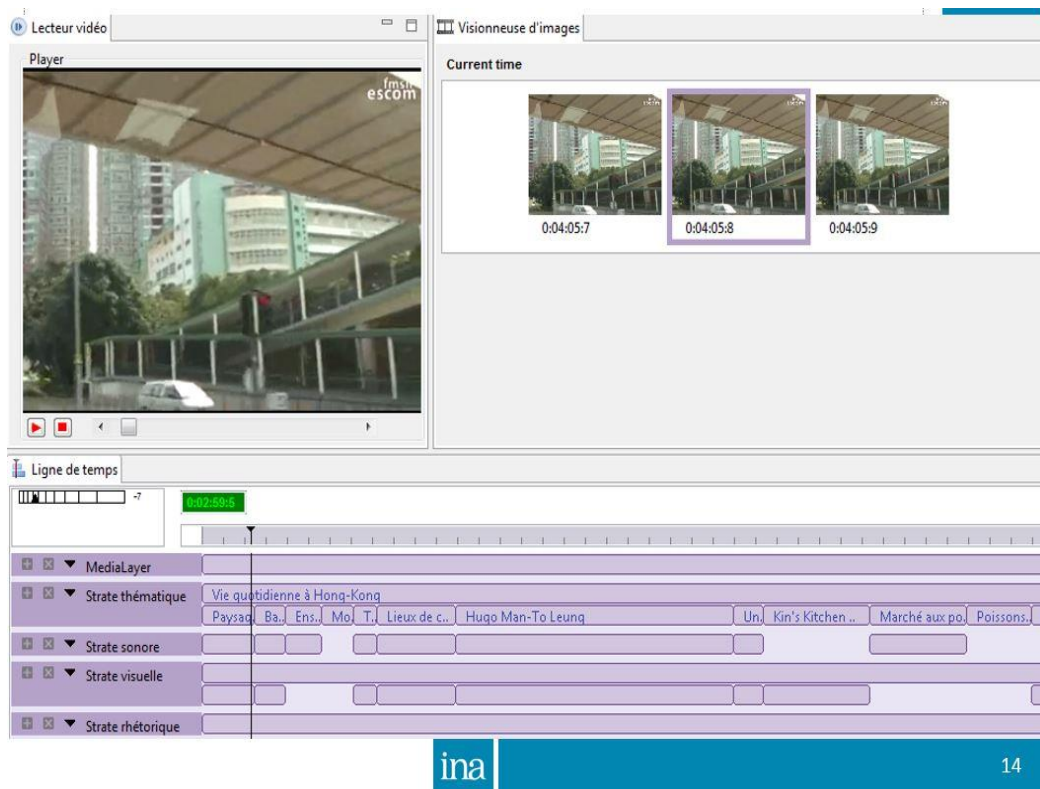 Lecteur vidéo
Player
fmsh
escom
Visionneuse d'images
Current time
0:04:05:7
0:04:05:8
0:04:05:9
Ligne de temps
-7
0:02:59:5
MediaLayer
Strate thématique
Vie quotidienne à Hong-Kong
Paysag Ba.. Ens.. Mo. T. Lieux de c.. Hugo Man-To Leung Un. Kin's Kitchen .. Marché aux po. Poissons..
Strate sonore
Strate visuelle
Strate rhétorique
ina
14